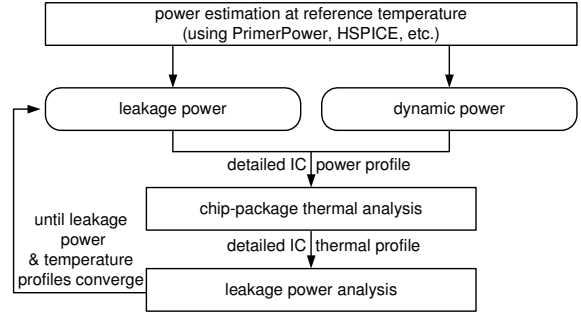 power estimation at reference temperature
(using PrimerPower, HSPICE, etc.)
leakage power
dynamic power
detailed IC power profile
chip-package thermal analysis
detailed IC thermal profile
until leakage
power
& temperature
profiles converge
leakage power analysis